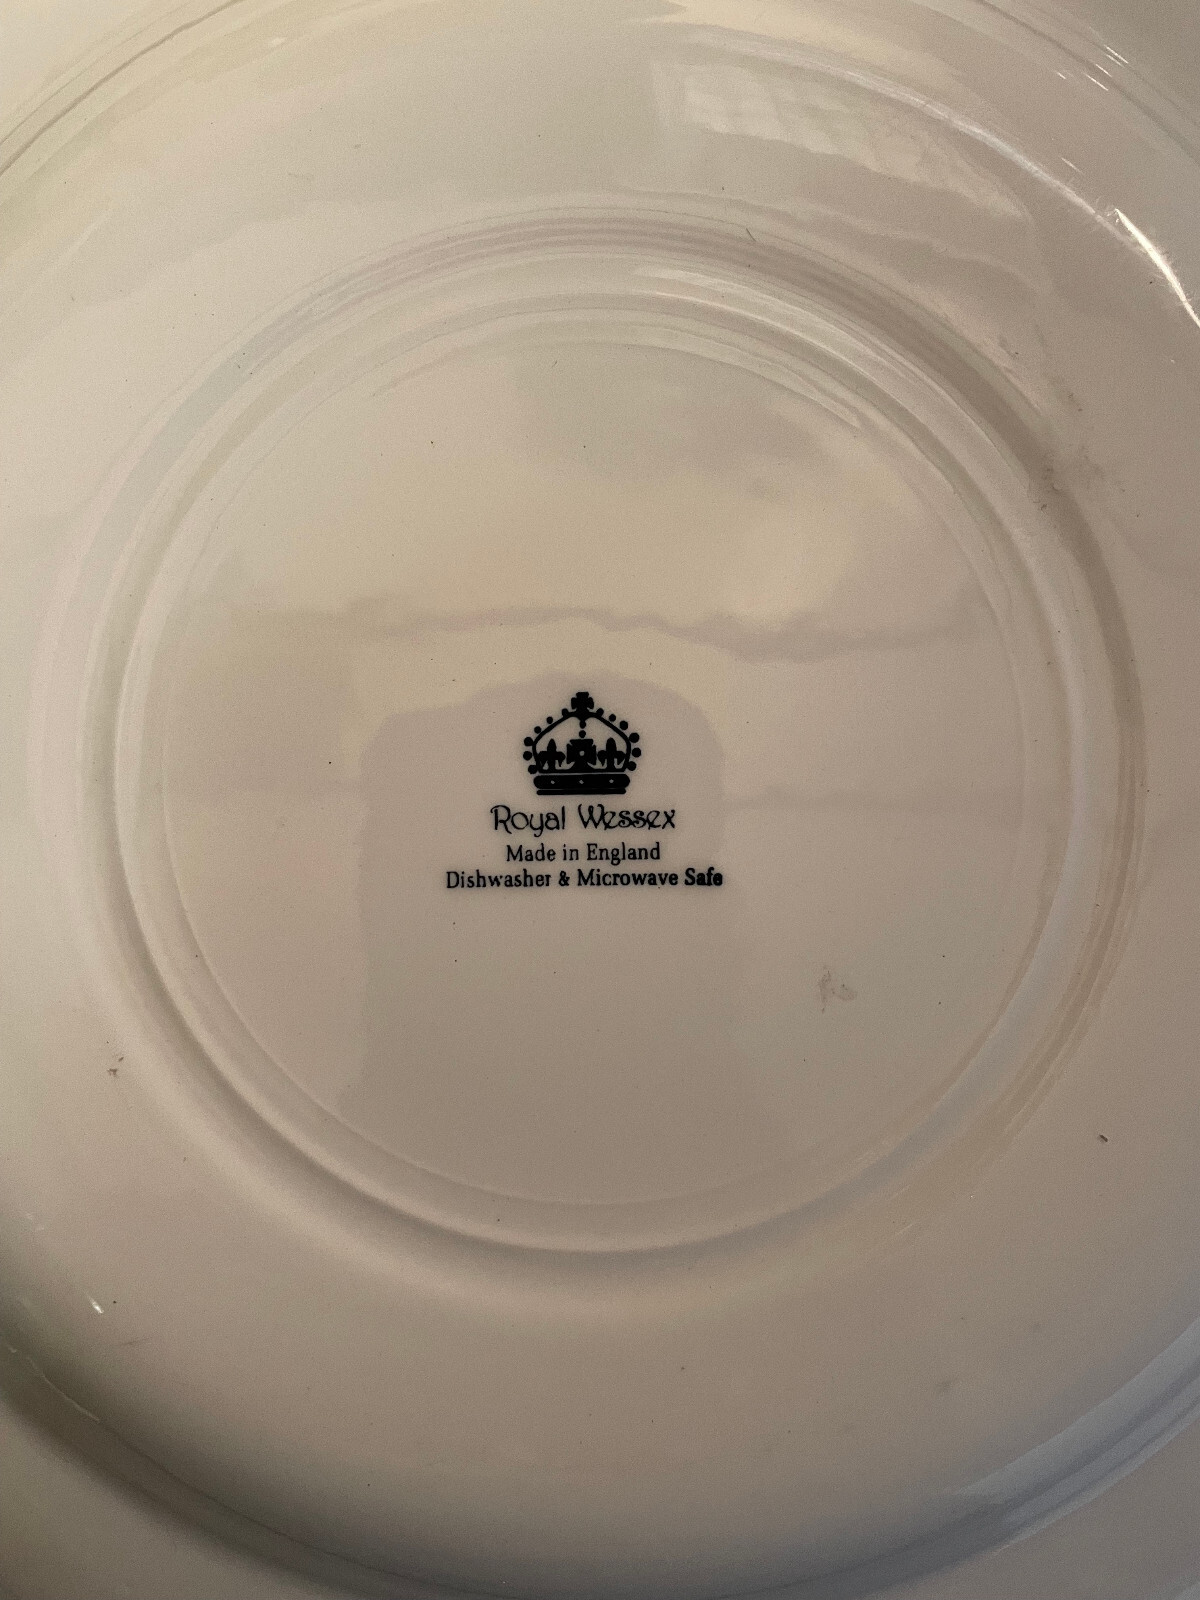 Royal Wessex
Made in England
Dishwasher & Microwave Safe